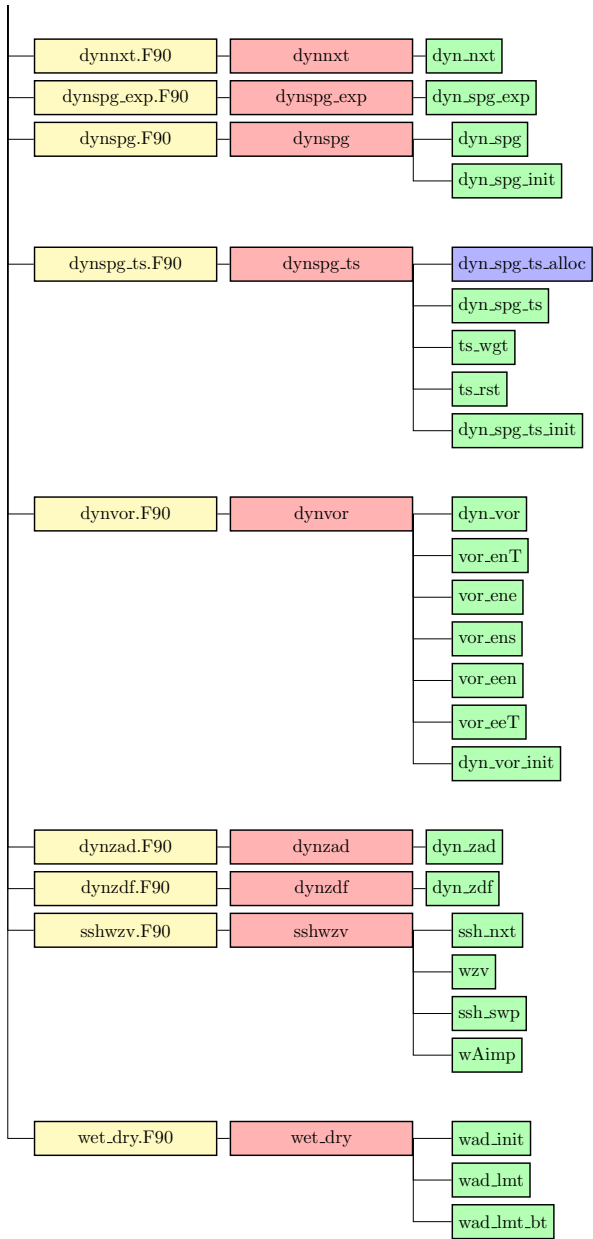 dynnxt.F90 dynnxt dyn_nxt
dynspg_exp.F90 dynspg_exp dyn_spg_exp
dynspg.F90 dynspg dyn_spg
dyn_spg_init
dynspg_ts.F90 dynspg_ts dyn_spg_ts_alloc
dyn_spg_ts
ts_wgt
ts_rst
dyn_spg_ts_init
dynvor.F90 dynvor dyn_vor
vor_enT
vor_ene
vor_ens
vor_een
vor_eeT
dyn_vor_init
dynzad.F90 dynzad dyn_zad
dynzdf.F90 dynzdf dyn_zdf
sshwzv.F90 sshwzv ssh_nxt
wzv
ssh_swp
wAimp
wet_dry.F90 wet_dry wad_init
wad_lmt
wad_lmt_bt